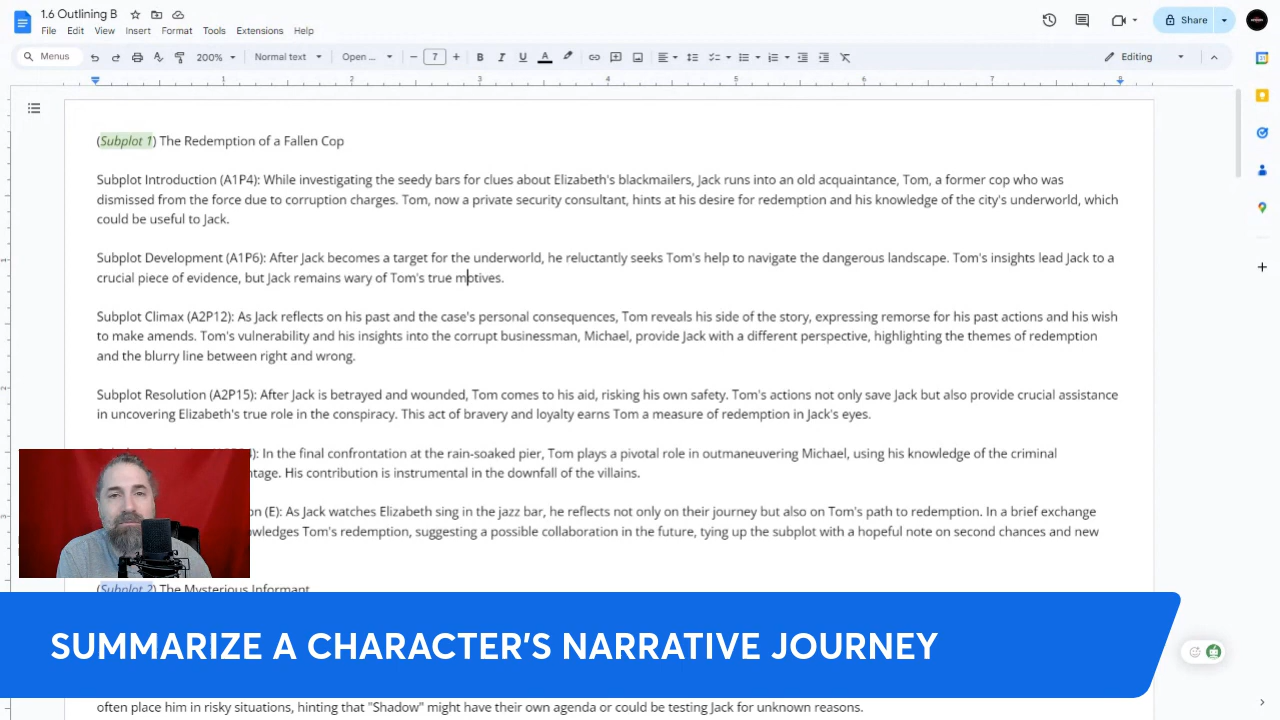 1.6 Outlining B
File Edit View Insert Format Tools Extensions Help
Share
Menus 200% Normal text Open ... 7 B I U A Editing
1 2 3 4 5 6 7 8
(Subplot 1) The Redemption of a Fallen Cop
Subplot Introduction (A1P4): While investigating the seedy bars for clues about Elizabeth's blackmailers, Jack runs into an old acquaintance, Tom, a former cop who was
dismissed from the force due to corruption charges. Tom, now a private security consultant, hints at his desire for redemption and his knowledge of the city's underworld, which
could be useful to Jack.
Subplot Development (A1P6): After Jack becomes a target for the underworld, he reluctantly seeks Tom's help to navigate the dangerous landscape. Tom's insights lead Jack to a
crucial piece of evidence, but Jack remains wary of Tom's true motives.
Subplot Climax (A2P12): As Jack reflects on his past and the case's personal consequences, Tom reveals his side of the story, expressing remorse for his past actions and his wish
to make amends. Tom's vulnerability and his insights into the corrupt businessman, Michael, provide Jack with a different perspective, highlighting the themes of redemption
and the blurry line between right and wrong.
Subplot Resolution (A2P15): After Jack is betrayed and wounded, Tom comes to his aid, risking his own safety. Tom's actions not only save Jack but also provide crucial assistance
in uncovering Elizabeth's true role in the conspiracy. This act of bravery and loyalty earns Tom a measure of redemption in Jack's eyes.
In the final confrontation at the rain-soaked pier, Tom plays a pivotal role in outmaneuvering Michael, using his knowledge of the criminal
His contribution is instrumental in the downfall of the villains.
(E): As Jack watches Elizabeth sing in the jazz bar, he reflects not only on their journey but also on Tom's path to redemption. In a brief exchange
Tom's redemption, suggesting a possible collaboration in the future, tying up the subplot with a hopeful note on second chances and new
(Subplot 2) The Mysterious Informant
SUMMARIZE A CHARACTER'S NARRATIVE JOURNEY
often place him in risky situations, hinting that "Shadow" might have their own agenda or could be testing Jack for unknown reasons.